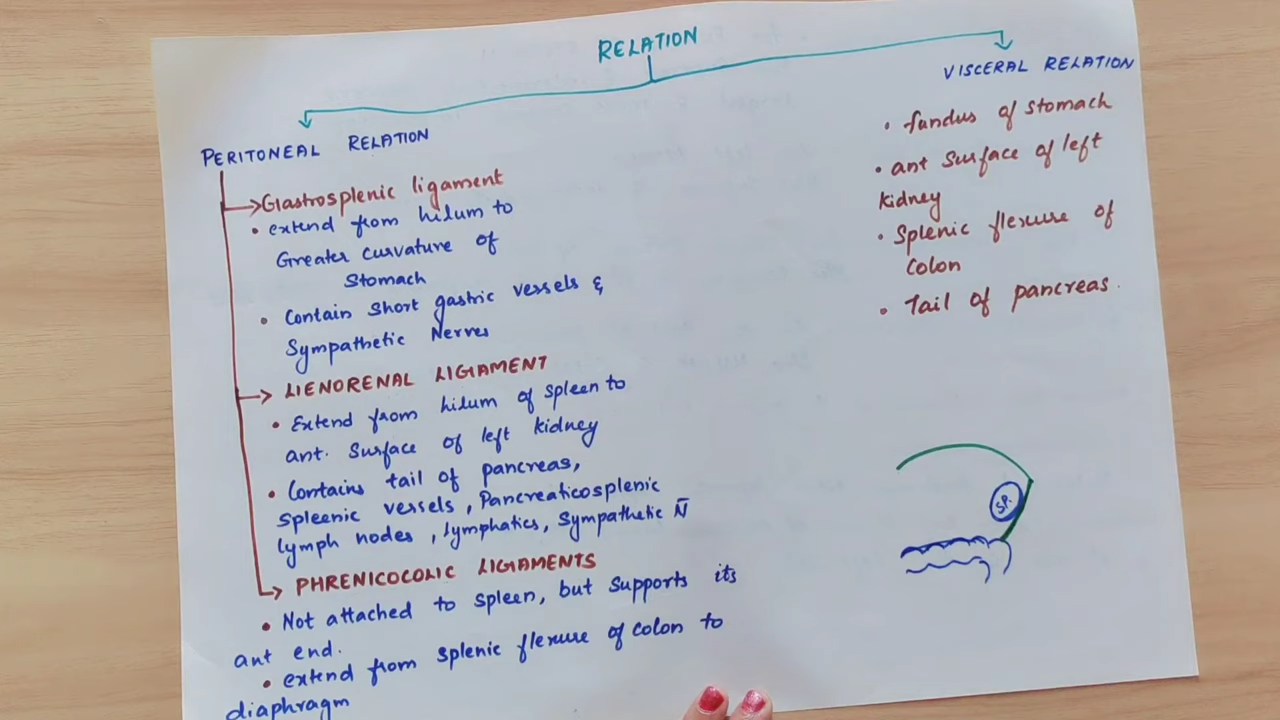 RELATION
PERITONEAL RELATION
Glastrosplenic ligament
• extend from hilum to
Greater curvature of
Stomach
• Contain Short gastric vessels &
Sympathetic Nerves
LIENORENAL LIGAMENT
• Extend from hilum of spleen to
ant. Surface of left kidney
• Contains tail of pancreas,
Spleenic vessels, Pancreaticosplenic
lymph nodes, lymphatics, Sympathetic N̄
PHRENICOCOLIC LIGAMENTS
• Not attached to spleen, but supports its
ant end.
• extend from splenic flexure of colon to
diaphragm
VISCERAL RELATION
• fundus of stomach
• ant surface of left
kidney
• Splenic flexure of
Colon
• Tail of pancreas.
SP.